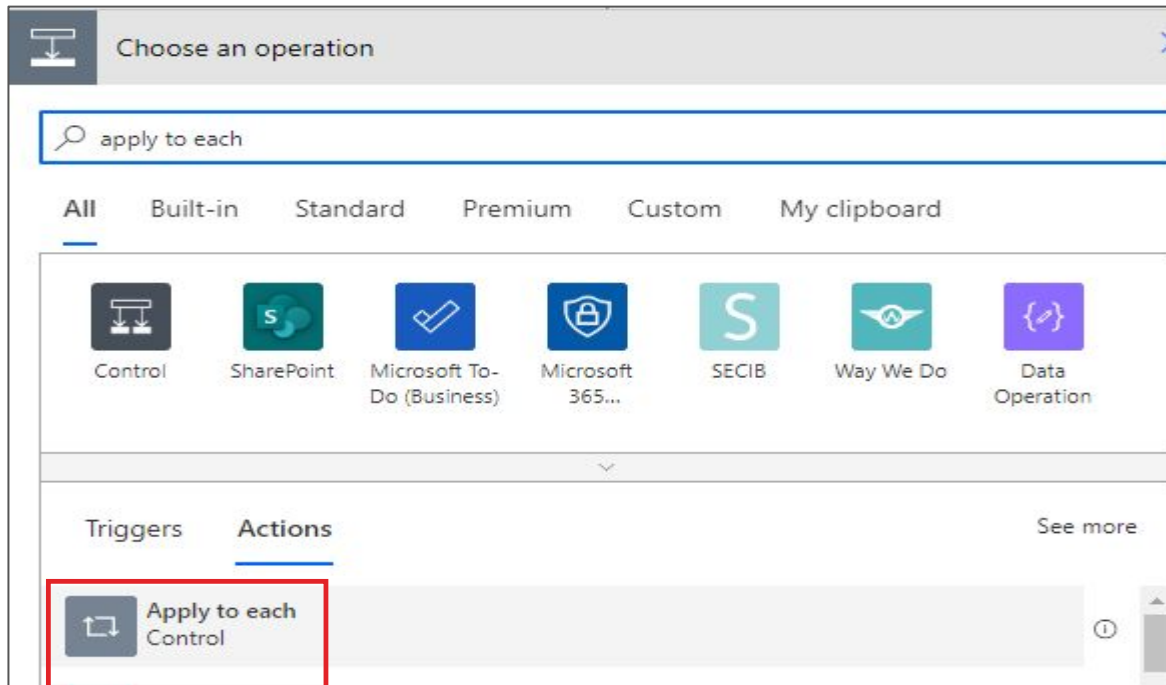 Choose an operation
apply to each
All Built-in Standard Premium Custom My clipboard
Control SharePoint Microsoft To-Do (Business) Microsoft 365... SECIB Way We Do Data Operation
Triggers Actions See more
Apply to each
Control